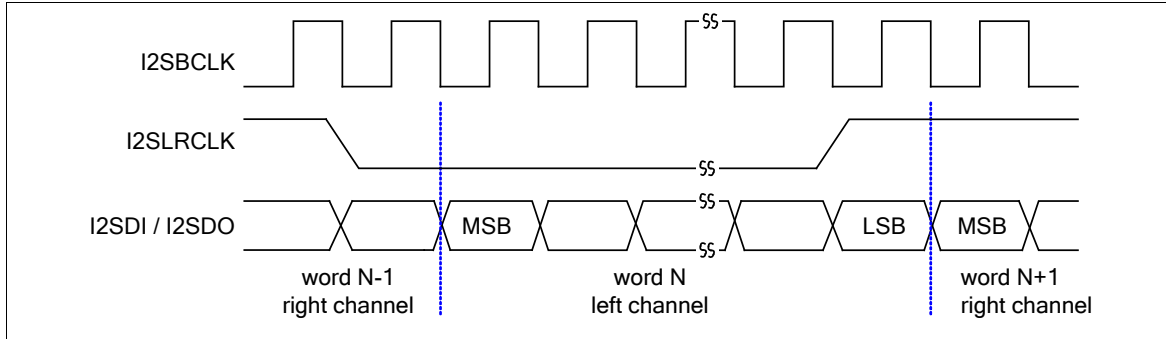 I2SBCLK
I2SLRCLK
I2SDI / I2SDO
MSB
LSB
MSB
word N-1
right channel
word N
left channel
word N+1
right channel